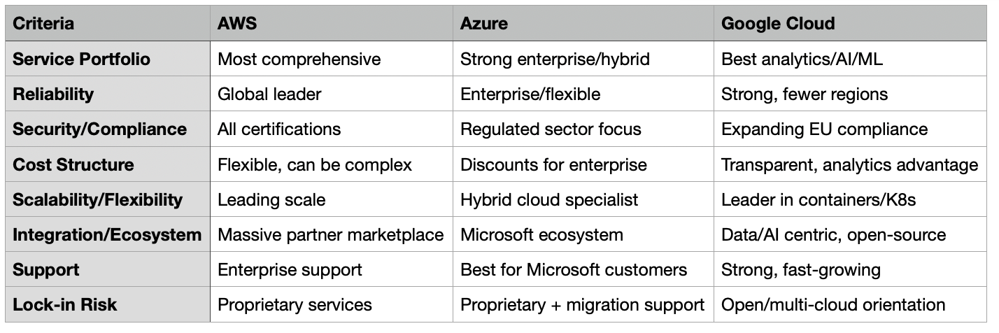 Criteria AWS Azure Google Cloud
Service Portfolio Most comprehensive Strong enterprise/hybrid Best analytics/AI/ML
Reliability Global leader Enterprise/flexible Strong, fewer regions
Security/Compliance All certifications Regulated sector focus Expanding EU compliance
Cost Structure Flexible, can be complex Discounts for enterprise Transparent, analytics advantage
Scalability/Flexibility Leading scale Hybrid cloud specialist Leader in containers/K8s
Integration/Ecosystem Massive partner marketplace Microsoft ecosystem Data/AI centric, open-source
Support Enterprise support Best for Microsoft customers Strong, fast-growing
Lock-in Risk Proprietary services Proprietary + migration support Open/multi-cloud orientation